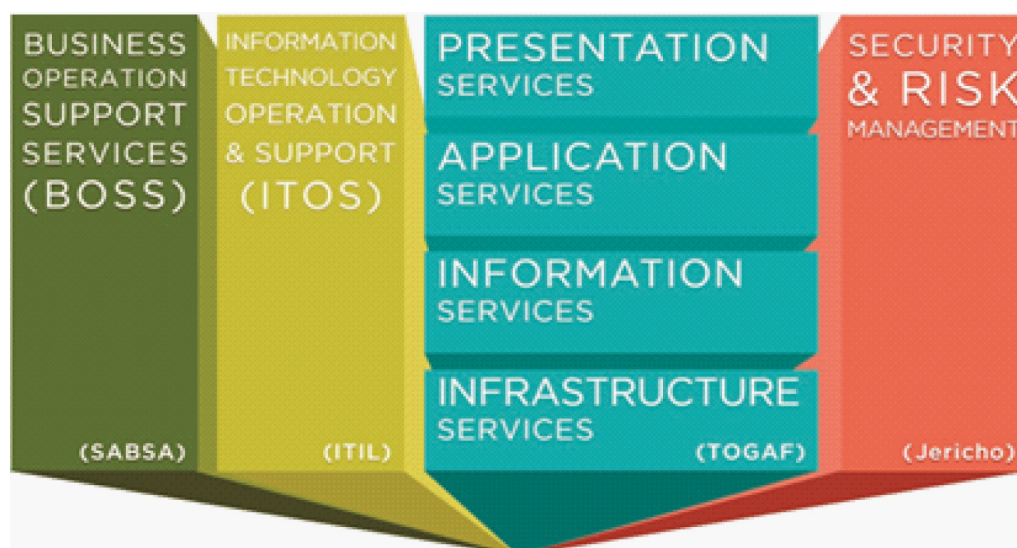 BUSINESS
OPERATION
SUPPORT
SERVICES
(BOSS)
(SABSA)
INFORMATION
TECHNOLOGY
OPERATION
& SUPPORT
(ITOS)
(ITIL)
PRESENTATION
SERVICES
APPLICATION
SERVICES
INFORMATION
SERVICES
INFRASTRUCTURE
SERVICES
(TOGAF)
SECURITY
& RISK
MANAGEMENT
(Jericho)